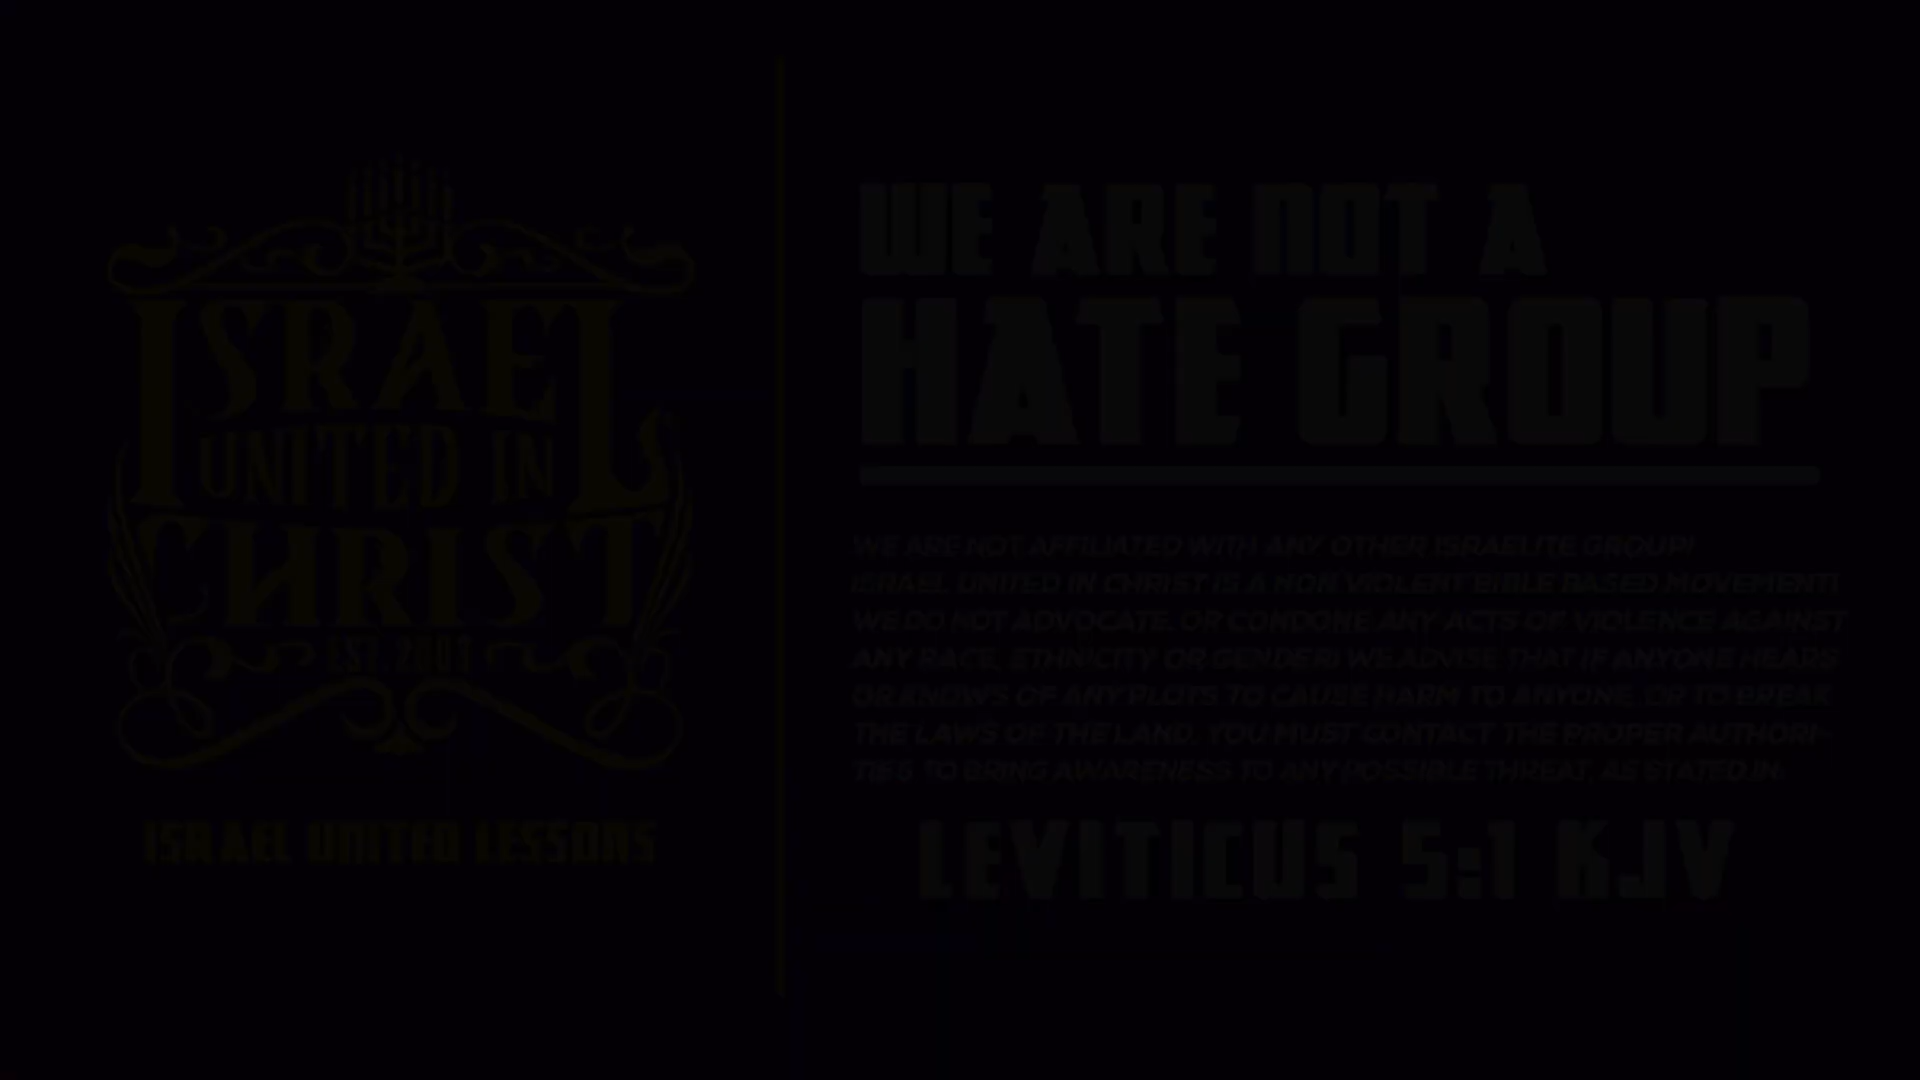 ISRAEL
UNITED IN
CHRIST
EST. 2003
ISRAEL UNITED LESSONS
WE ARE NOT A
HATE GROUP
WE ARE NOT AFFILIATED WITH ANY OTHER ISRAELITE GROUP!
ISRAEL UNITED IN CHRIST IS A NON VIOLENT BIBLE BASED MOVEMENT!
WE DO NOT ADVOCATE, OR CONDONE ANY ACTS OF VIOLENCE AGAINST
ANY RACE, ETHNICITY OR GENDER! WE ADVISE THAT IF ANYONE HEARS
OR KNOWS OF ANY PLOTS TO CAUSE HARM TO ANYONE, OR TO BREAK
THE LAWS OF THE LAND, YOU MUST CONTACT THE PROPER AUTHORI-
TIES TO BRING AWARENESS TO ANY POSSIBLE THREAT, AS STATED IN:
LEVITICUS 5:1 KJV